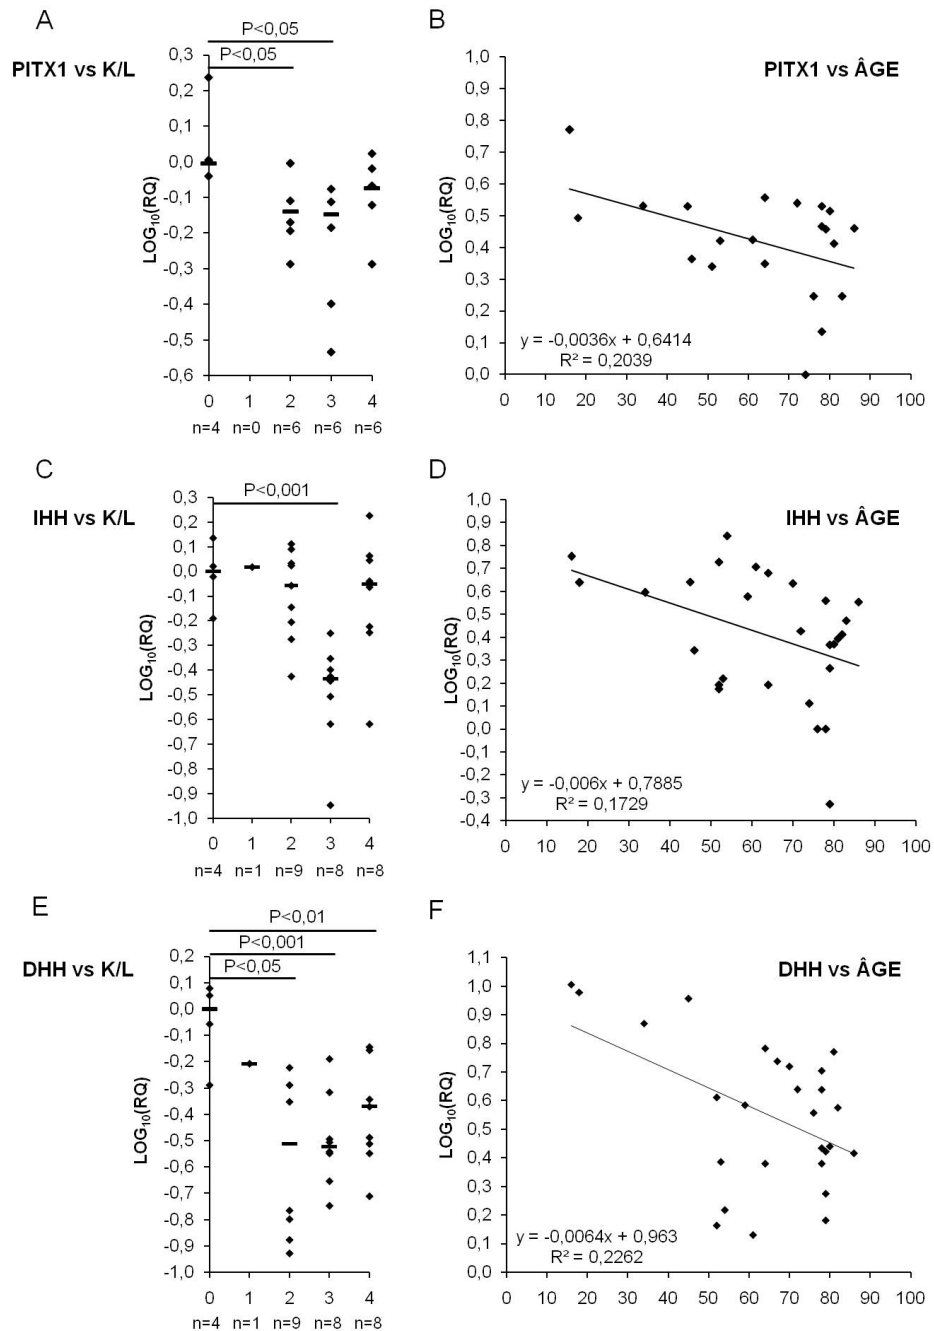 A
P<0,05
P<0,05
PITX1 vs K/L
LOG10(RQ)
0,3
0,2
0,1
0,0
-0,1
-0,2
-0,3
-0,4
-0,5
-0,6
0 1 2 3 4
n=4 n=0 n=6 n=6 n=6
B
PITX1 vs ÂGE
LOG10(RQ)
1,0
0,9
0,8
0,7
0,6
0,5
0,4
0,3
0,2
0,1
0,0
y = -0,0036x + 0,6414
R² = 0,2039
0 10 20 30 40 50 60 70 80 90 100
C
P<0,001
IHH vs K/L
LOG10(RQ)
0,3
0,2
0,1
0,0
-0,1
-0,2
-0,3
-0,4
-0,5
-0,6
-0,7
-0,8
-0,9
-1,0
0 1 2 3 4
n=4 n=1 n=9 n=8 n=8
D
IHH vs ÂGE
LOG10(RQ)
1,0
0,9
0,8
0,7
0,6
0,5
0,4
0,3
0,2
0,1
0,0
-0,1
-0,2
-0,3
-0,4
y = -0,006x + 0,7885
R² = 0,1729
0 10 20 30 40 50 60 70 80 90 100
E
P<0,01
P<0,001
P<0,05
DHH vs K/L
LOG10(RQ)
0,2
0,1
0,0
-0,1
-0,2
-0,3
-0,4
-0,5
-0,6
-0,7
-0,8
-0,9
-1,0
0 1 2 3 4
n=4 n=1 n=9 n=8 n=8
F
DHH vs ÂGE
LOG10(RQ)
1,1
1,0
0,9
0,8
0,7
0,6
0,5
0,4
0,3
0,2
0,1
0,0
y = -0,0064x + 0,963
R² = 0,2262
0 10 20 30 40 50 60 70 80 90 100